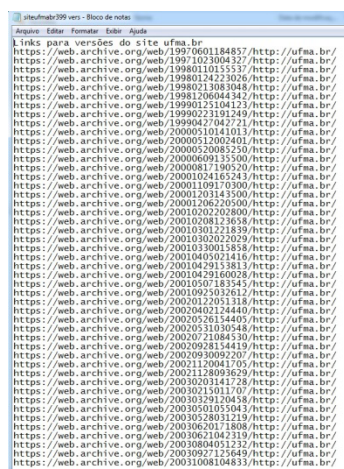 siteufmabr399 vers - Bloco de notas
Arquivo Editar Formatar Exibir Ajuda
Links para versões do site ufma.br
https://web.archive.org/web/19970601184857/http://ufma.br/
https://web.archive.org/web/19971023004327/http://ufma.br/
https://web.archive.org/web/19980110155537/http://ufma.br/
https://web.archive.org/web/19980124223026/http://ufma.br/
https://web.archive.org/web/19980213083048/http://ufma.br/
https://web.archive.org/web/19981206044342/http://ufma.br/
https://web.archive.org/web/19990125104123/http://ufma.br/
https://web.archive.org/web/19990223191249/http://ufma.br/
https://web.archive.org/web/19990427042721/http://ufma.br/
https://web.archive.org/web/20000510141013/http://ufma.br/
https://web.archive.org/web/20000512002401/http://ufma.br/
https://web.archive.org/web/20000520085250/http://ufma.br/
https://web.archive.org/web/20000609135500/http://ufma.br/
https://web.archive.org/web/20000817190520/http://ufma.br/
https://web.archive.org/web/20001024165243/http://ufma.br/
https://web.archive.org/web/20001109170300/http://ufma.br/
https://web.archive.org/web/20001203143500/http://ufma.br/
https://web.archive.org/web/20001206220500/http://ufma.br/
https://web.archive.org/web/20010202202800/http://ufma.br/
https://web.archive.org/web/20010208123658/http://ufma.br/
https://web.archive.org/web/20010301221839/http://ufma.br/
https://web.archive.org/web/20010302022029/http://ufma.br/
https://web.archive.org/web/20010330015858/http://ufma.br/
https://web.archive.org/web/20010405021416/http://ufma.br/
https://web.archive.org/web/20010429153813/http://ufma.br/
https://web.archive.org/web/20010429160028/http://ufma.br/
https://web.archive.org/web/20010507183545/http://ufma.br/
https://web.archive.org/web/20010925032612/http://ufma.br/
https://web.archive.org/web/20020122051318/http://ufma.br/
https://web.archive.org/web/20020402124440/http://ufma.br/
https://web.archive.org/web/20020526154405/http://ufma.br/
https://web.archive.org/web/20020531030548/http://ufma.br/
https://web.archive.org/web/20020721084530/http://ufma.br/
https://web.archive.org/web/20020928154419/http://ufma.br/
https://web.archive.org/web/20020930092207/http://ufma.br/
https://web.archive.org/web/20021120041705/http://ufma.br/
https://web.archive.org/web/20021128093629/http://ufma.br/
https://web.archive.org/web/20030203141728/http://ufma.br/
https://web.archive.org/web/20030215011707/http://ufma.br/
https://web.archive.org/web/20030329120458/http://ufma.br/
https://web.archive.org/web/20030501055043/http://ufma.br/
https://web.archive.org/web/20030528031219/http://ufma.br/
https://web.archive.org/web/20030620171808/http://ufma.br/
https://web.archive.org/web/20030621042319/http://ufma.br/
https://web.archive.org/web/20030804051232/http://ufma.br/
https://web.archive.org/web/20030927125649/http://ufma.br/
https://web.archive.org/web/20031008104833/http://ufma.br/